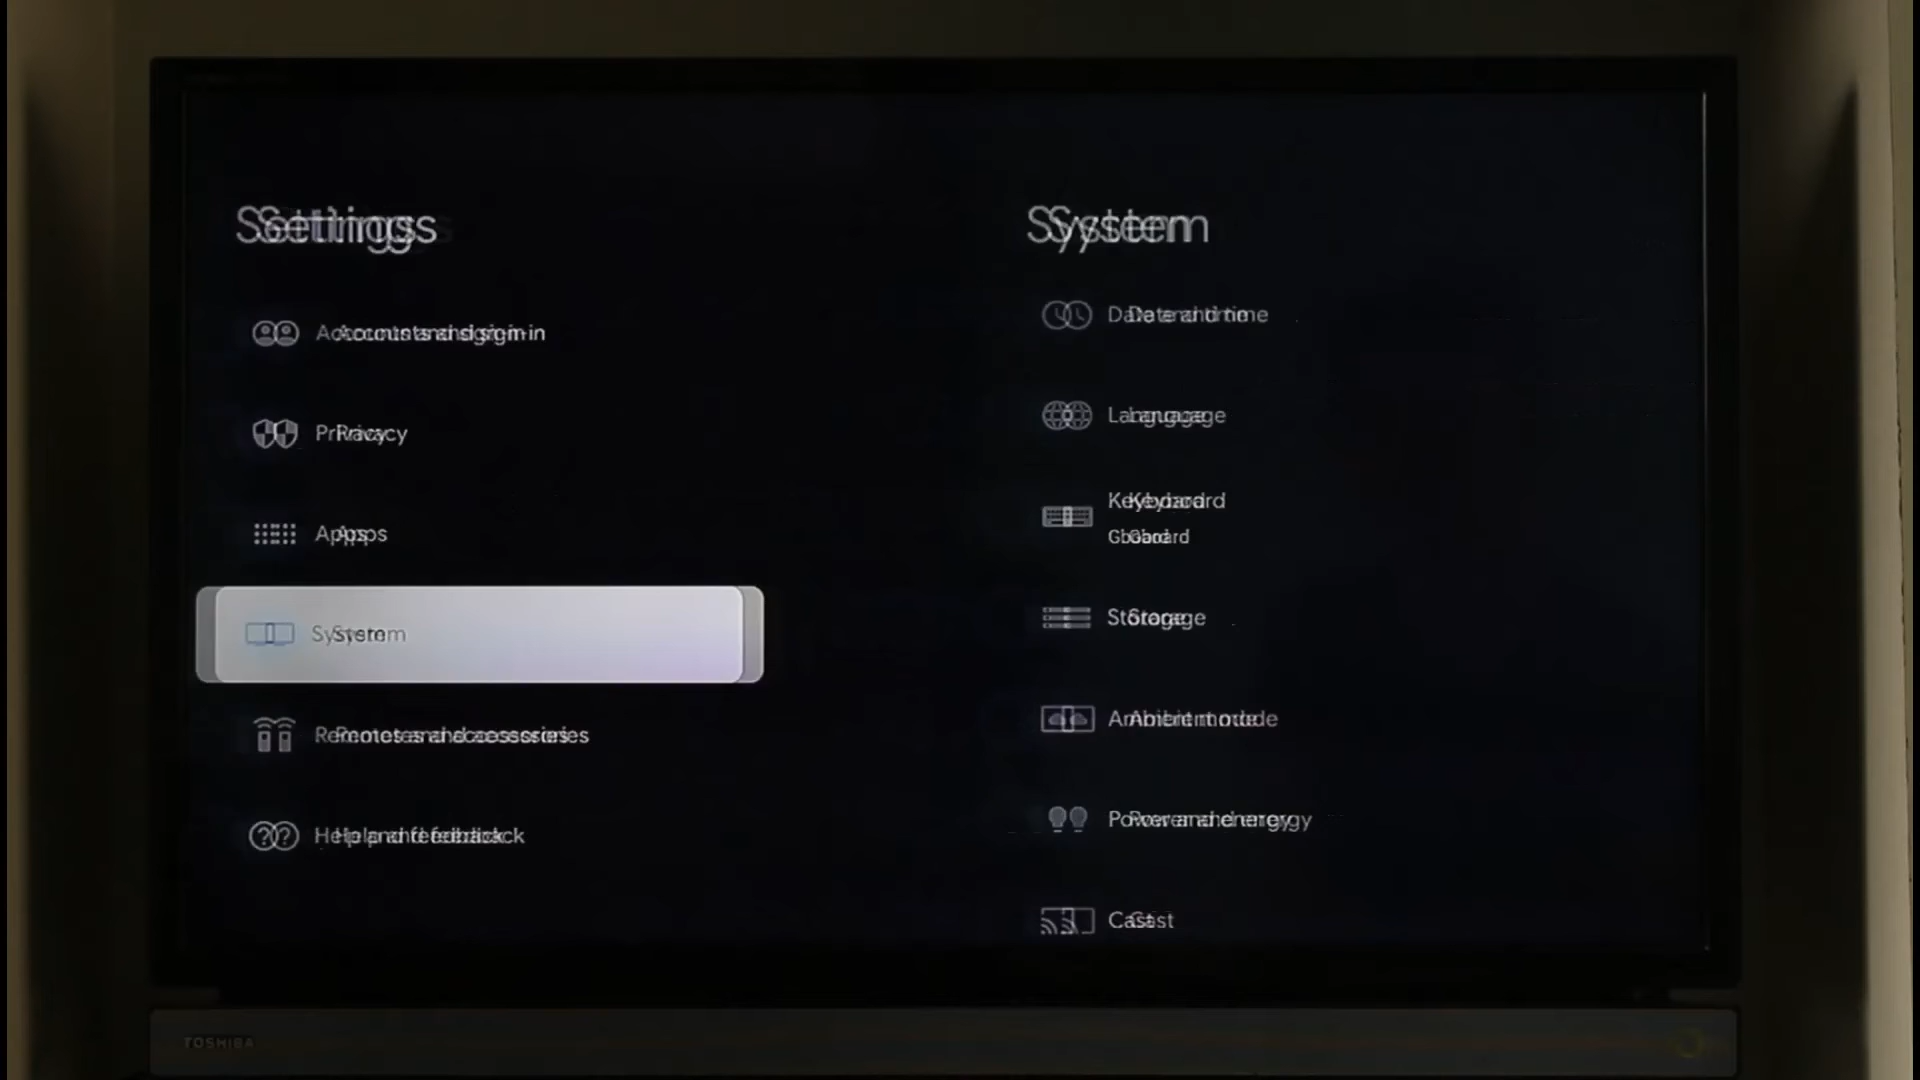 Settings
Accounts and sign-in
Privacy
Apps
System
Remotes and accessories
Help and feedback
System
Date and time
Language
Keyboard
Gboard
Storage
Ambient mode
Power and energy
Cast
TOSHIBA